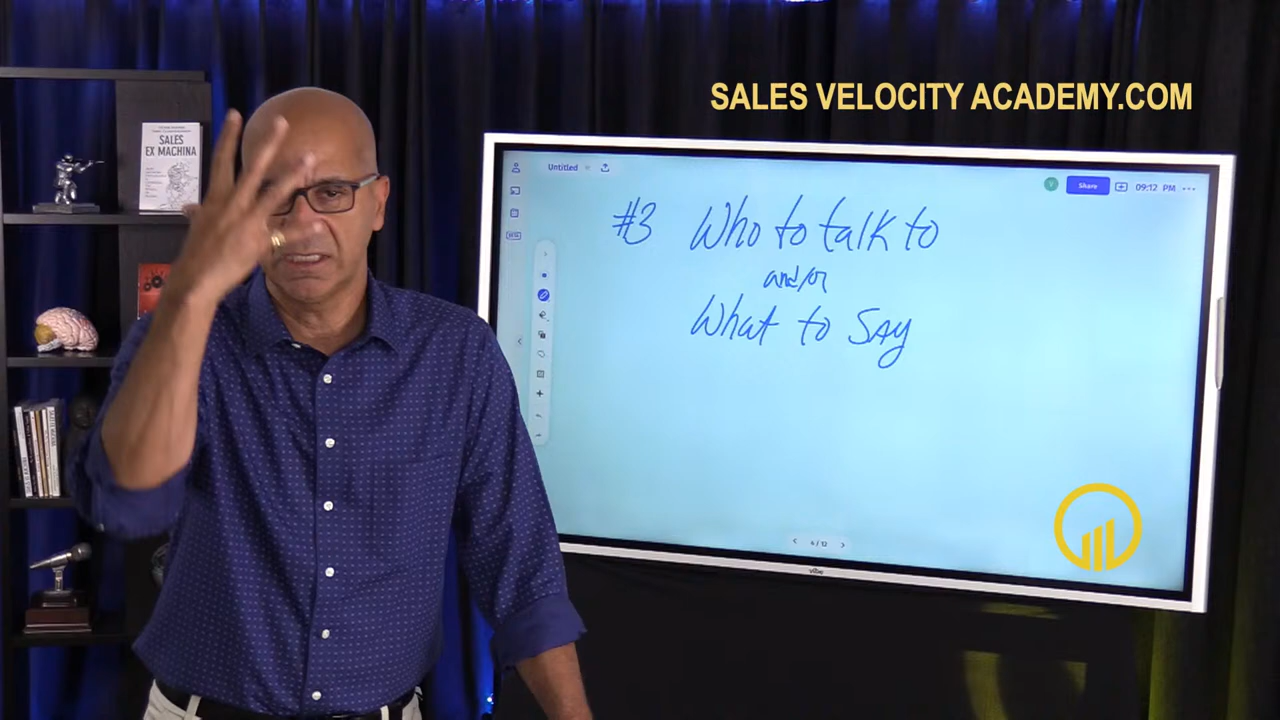 SALES VELOCITY ACADEMY.COM
SALES
EX MACHINA
Untitled
Share
09:12 PM
#3 Who to talk to
and/or
What to SAY
vibe